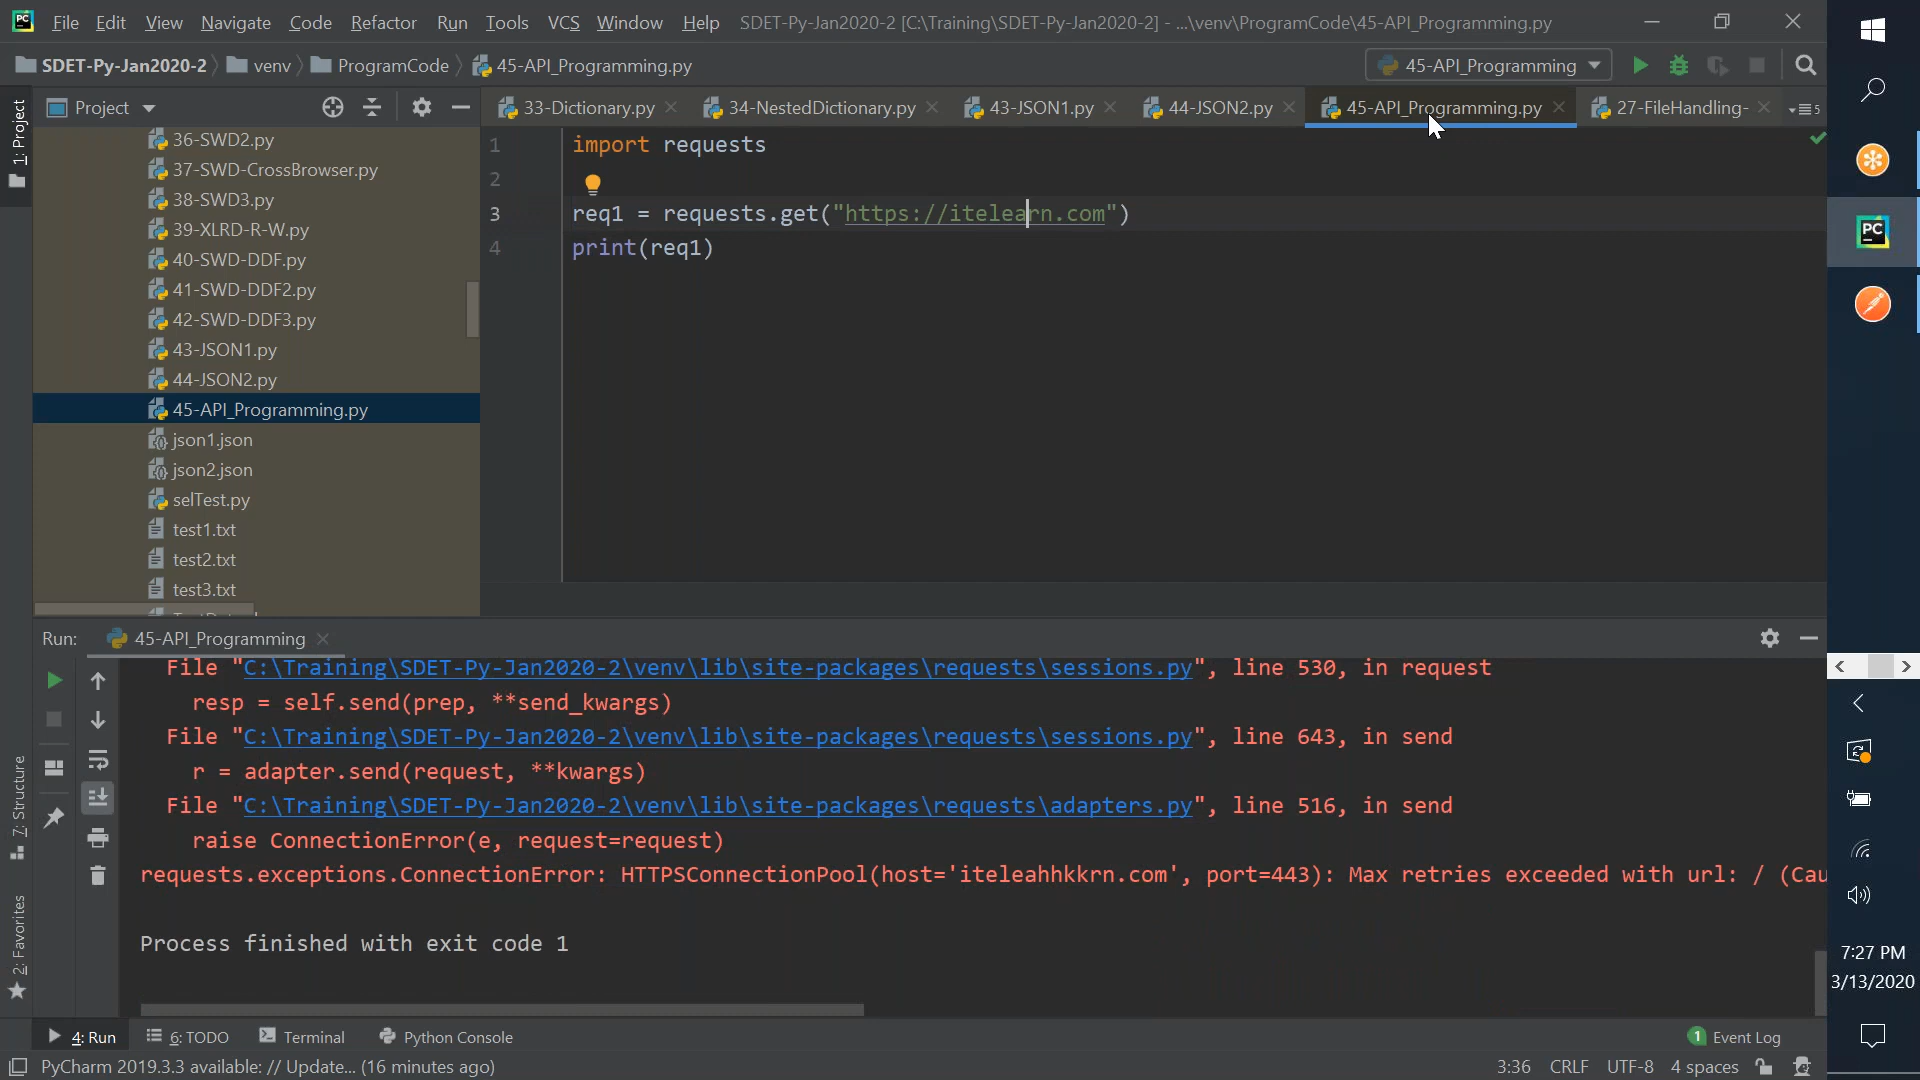 File Edit View Navigate Code Refactor Run Tools VCS Window Help SDET-Py-Jan2020-2 [C:\Training\SDET-Py-Jan2020-2] - ...\venv\ProgramCode\45-API_Programming.py
SDET-Py-Jan2020-2 venv ProgramCode 45-API_Programming.py 45-API_Programming
1: Project
Project
33-Dictionary.py 34-NestedDictionary.py 43-JSON1.py 44-JSON2.py 45-API_Programming.py 27-FileHandling- 5
36-SWD2.py
37-SWD-CrossBrowser.py
38-SWD3.py
39-XLRD-R-W.py
40-SWD-DDF.py
41-SWD-DDF2.py
42-SWD-DDF3.py
43-JSON1.py
44-JSON2.py
45-API_Programming.py
json1.json
json2.json
selTest.py
test1.txt
test2.txt
test3.txt
1 import requests
2
3 req1 = requests.get("https://itelearn.com")
4 print(req1)
PC
Run: 45-API_Programming
File "C:\Training\SDET-Py-Jan2020-2\venv\lib\site-packages\requests\sessions.py", line 530, in request
resp = self.send(prep, **send_kwargs)
File "C:\Training\SDET-Py-Jan2020-2\venv\lib\site-packages\requests\sessions.py", line 643, in send
r = adapter.send(request, **kwargs)
File "C:\Training\SDET-Py-Jan2020-2\venv\lib\site-packages\requests\adapters.py", line 516, in send
raise ConnectionError(e, request=request)
requests.exceptions.ConnectionError: HTTPSConnectionPool(host='iteleahhkkrn.com', port=443): Max retries exceeded with url: / (Cau
Process finished with exit code 1
7: Structure
2: Favorites
4: Run 6: TODO Terminal Python Console 1 Event Log
PyCharm 2019.3.3 available: // Update... (16 minutes ago) 3:36 CRLF UTF-8 4 spaces
7:27 PM
3/13/2020